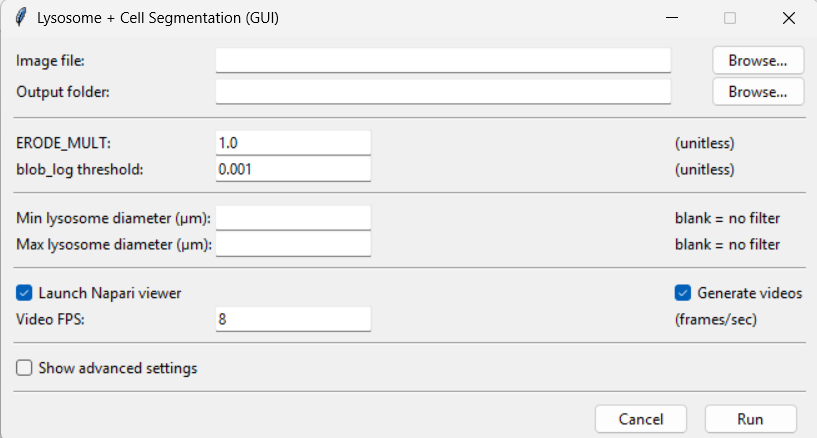 Lysosome + Cell Segmentation (GUI)
Image file: Browse...
Output folder: Browse...
ERODE_MULT: 1.0 (unitless)
blob_log threshold: 0.001 (unitless)
Min lysosome diameter (µm): blank = no filter
Max lysosome diameter (µm): blank = no filter
Launch Napari viewer Generate videos
Video FPS: 8 (frames/sec)
Show advanced settings
Cancel Run